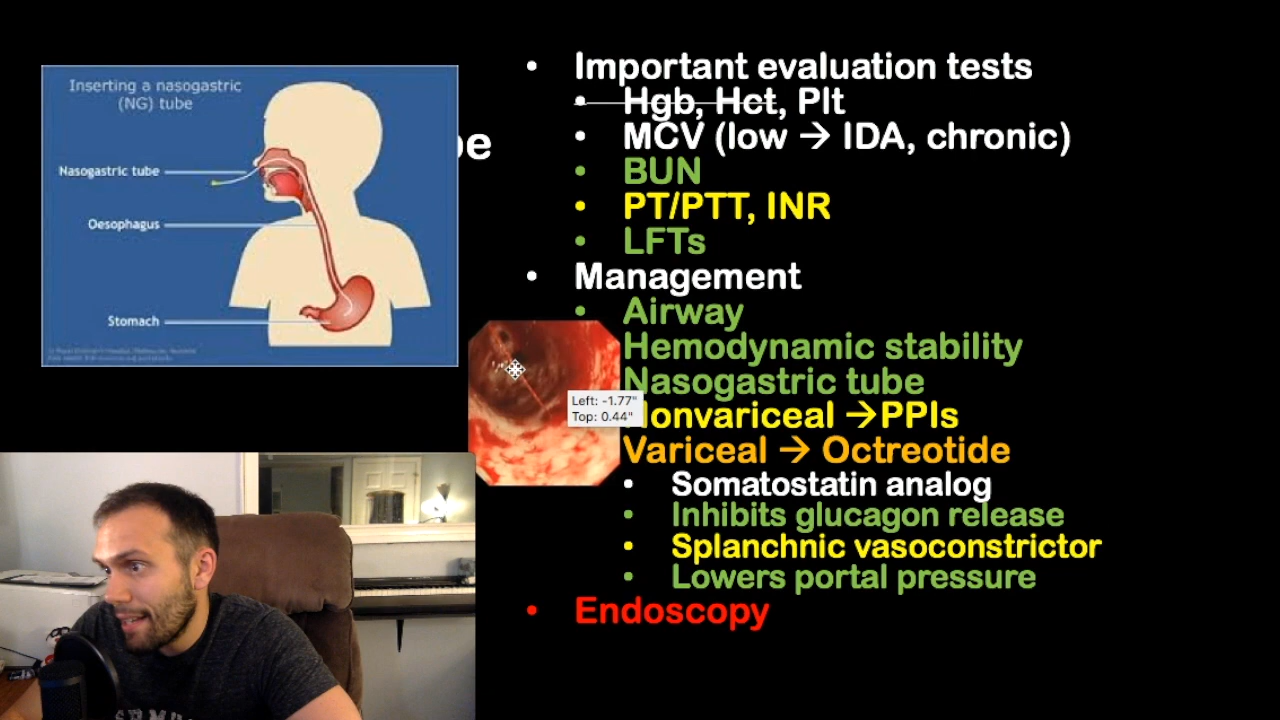 Inserting a nasogastric
(NG) tube
Nasogastric tube
Oesophagus
Stomach
be
• Important evaluation tests
• Hgb, Hct, Plt
• MCV (low → IDA, chronic)
• BUN
• PT/PTT, INR
• LFTs
• Management
• Airway
Hemodynamic stability
Nasogastric tube
Nonvariceal →PPIs
Variceal → Octreotide
• Somatostatin analog
• Inhibits glucagon release
• Splanchnic vasoconstrictor
• Lowers portal pressure
• Endoscopy
Left: -1.77"
Top: 0.44"